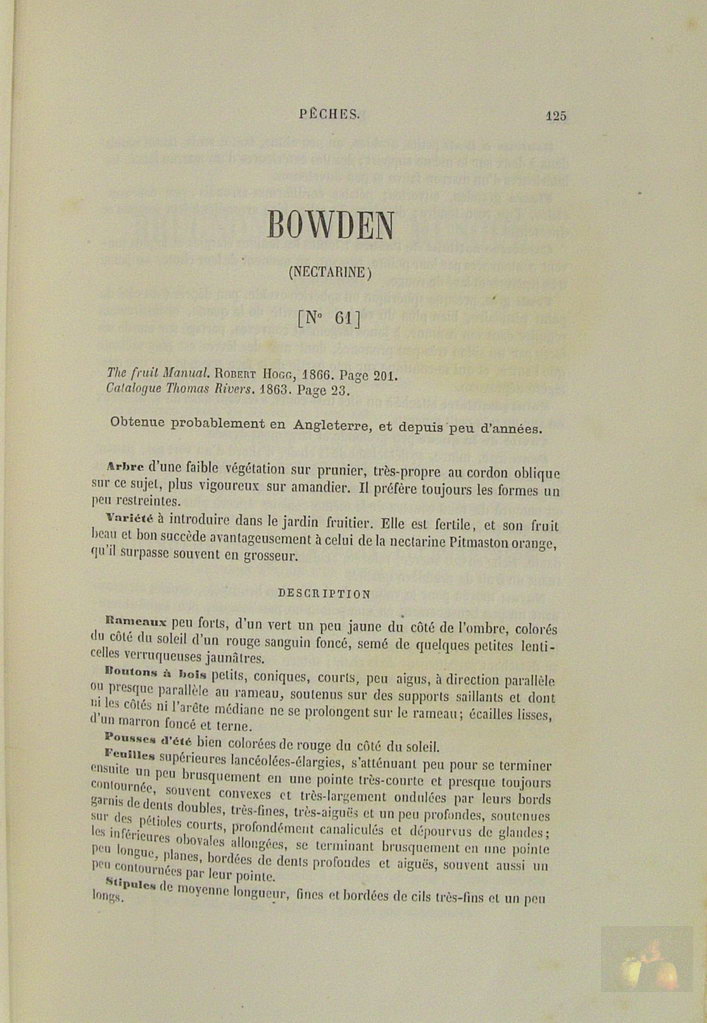 PÊCHES. 125
BOWDEN
(NECTARINE)
[N° 61]
The fruit Manual. ROBERT HOGG, 1866. Page 201.
Catalogue Thomas Rivers. 1863. Page 23.
Obtenue probablement en Angleterre, et depuis peu d'années.
Arbre d'une faible végétation sur prunier, très-propre au cordon oblique
sur ce sujet, plus vigoureux sur amandier. Il préfère toujours les formes un
peu restreintes.
Variété à introduire dans le jardin fruitier. Elle est fertile, et son fruit
beau et bon succède avantageusement à celui de la nectarine Pitmaston orange,
qu'il surpasse souvent en grosseur.
DESCRIPTION
Rameaux peu forts, d'un vert un peu jaune du côté de l'ombre, colorés
du côté du soleil d'un rouge sanguin foncé, semé de quelques petites lenti-
celles verruqueuses jaunâtres.
Boutons à bois petits, coniques, courts, peu aigus, à direction parallèle
ou presque parallèle au rameau, soutenus sur des supports saillants et dont
ni les côtés ni l'arête médiane ne se prolongent sur le rameau; écailles lisses,
d'un marron foncé et terne.
Pousses d'été bien colorées de rouge du côté du soleil.
Feuilles supérieures lancéolées-élargies, s'atténuant peu pour se terminer
ensuite un peu brusquement en une pointe très-courte et presque toujours
contournée, souvent convexes et très-largement ondulées par leurs bords
garnis de dents doubles, très-fines, très-aiguës et un peu profondes, soutenues
sur des pétioles courts, profondément canaliculés et dépourvus de glandes;
les inférieures obovales allongées, se terminant brusquement en une pointe
peu longue, planes, bordées de dents profondes et aiguës, souvent aussi un
peu contournées par leur pointe.
Stipules de moyenne longueur, fines et bordées de cils très-fins et un peu
longs.